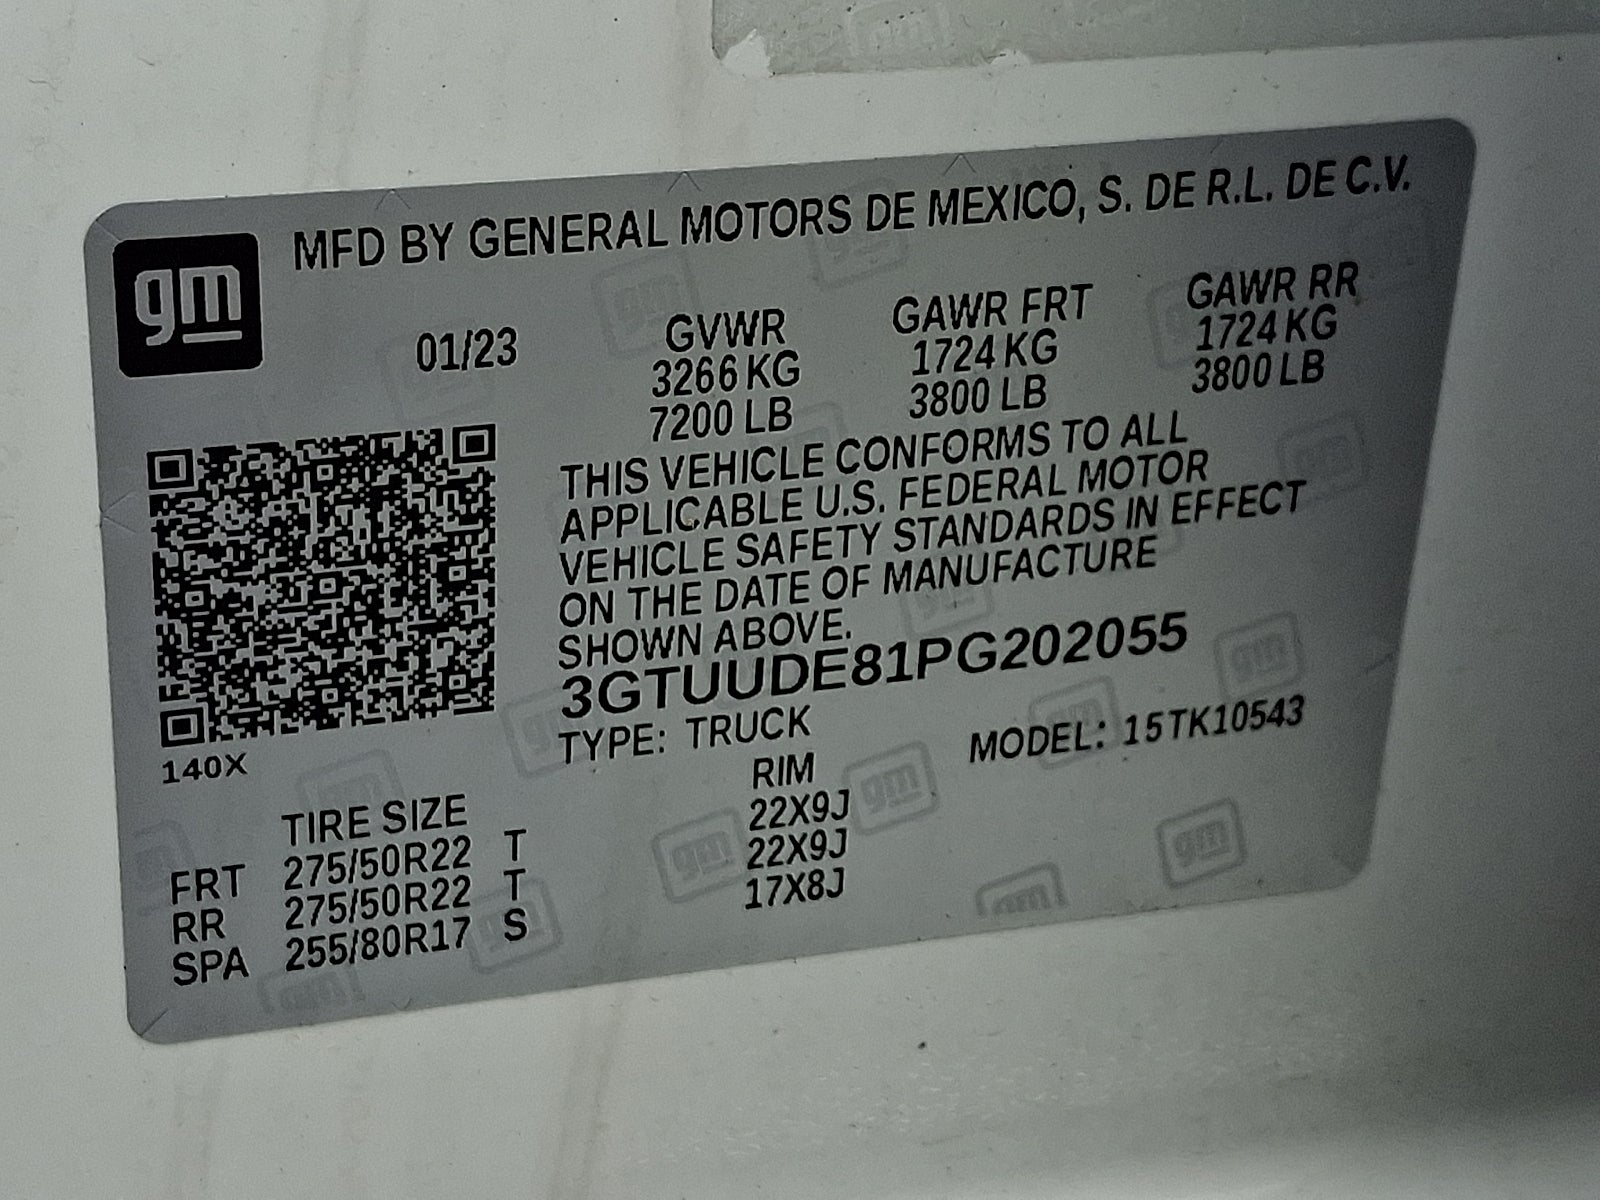 gm
MFD BY GENERAL MOTORS DE MEXICO, S. DE R.L. DE C.V.
01/23 GVWR GAWR FRT GAWR RR
3266 KG 1724 KG 1724 KG
7200 LB 3800 LB 3800 LB
THIS VEHICLE CONFORMS TO ALL
APPLICABLE U.S. FEDERAL MOTOR
VEHICLE SAFETY STANDARDS IN EFFECT
ON THE DATE OF MANUFACTURE
SHOWN ABOVE.
3GTUUDE81PG202055
TYPE: TRUCK MODEL: 15TK10543
140X
TIRE SIZE RIM
FRT 275/50R22 T 22X9J
RR 275/50R22 T 22X9J
SPA 255/80R17 S 17X8J